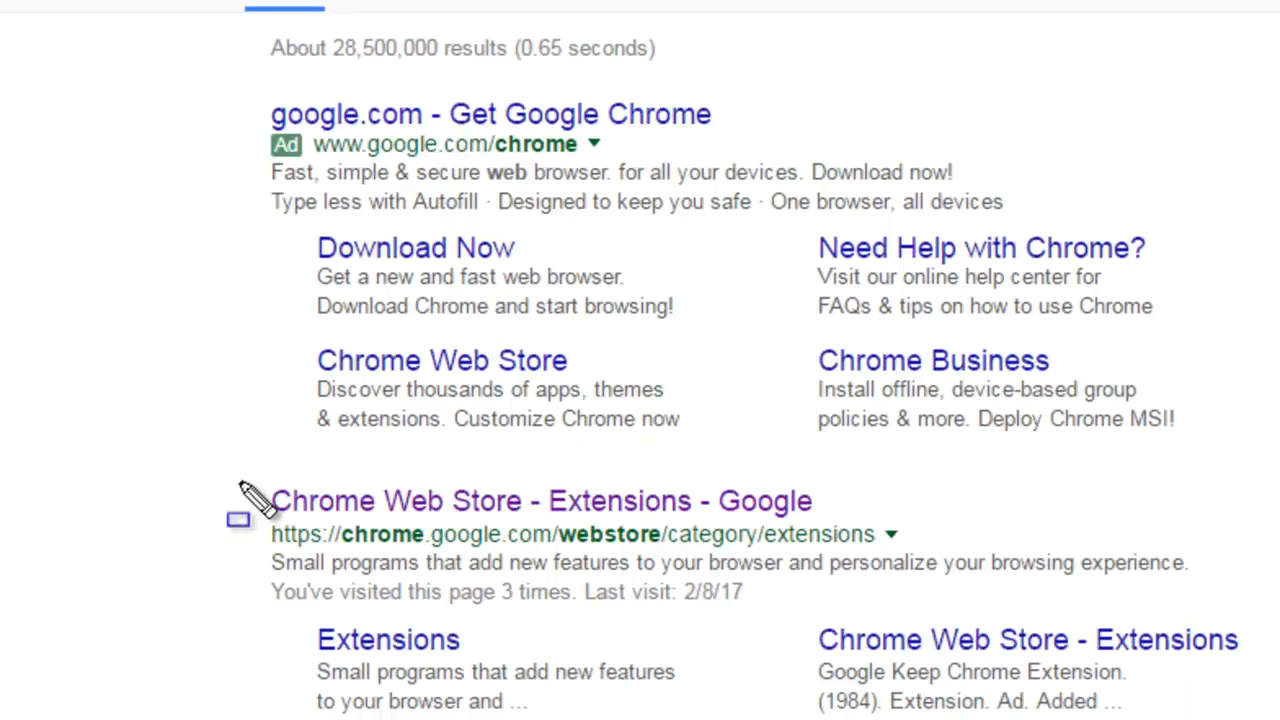 About 28,500,000 results (0.65 seconds)
google.com - Get Google Chrome
Ad www.google.com/chrome
Fast, simple & secure web browser. for all your devices. Download now!
Type less with Autofill · Designed to keep you safe · One browser, all devices
Download Now
Get a new and fast web browser.
Download Chrome and start browsing!
Need Help with Chrome?
Visit our online help center for
FAQs & tips on how to use Chrome
Chrome Web Store
Discover thousands of apps, themes
& extensions. Customize Chrome now
Chrome Business
Install offline, device-based group
policies & more. Deploy Chrome MSI!
Chrome Web Store - Extensions - Google
https://chrome.google.com/webstore/category/extensions
Small programs that add new features to your browser and personalize your browsing experience.
You've visited this page 3 times. Last visit: 2/8/17
Extensions
Small programs that add new features
to your browser and ...
Chrome Web Store - Extensions
Google Keep Chrome Extension.
(1984). Extension. Ad. Added ...